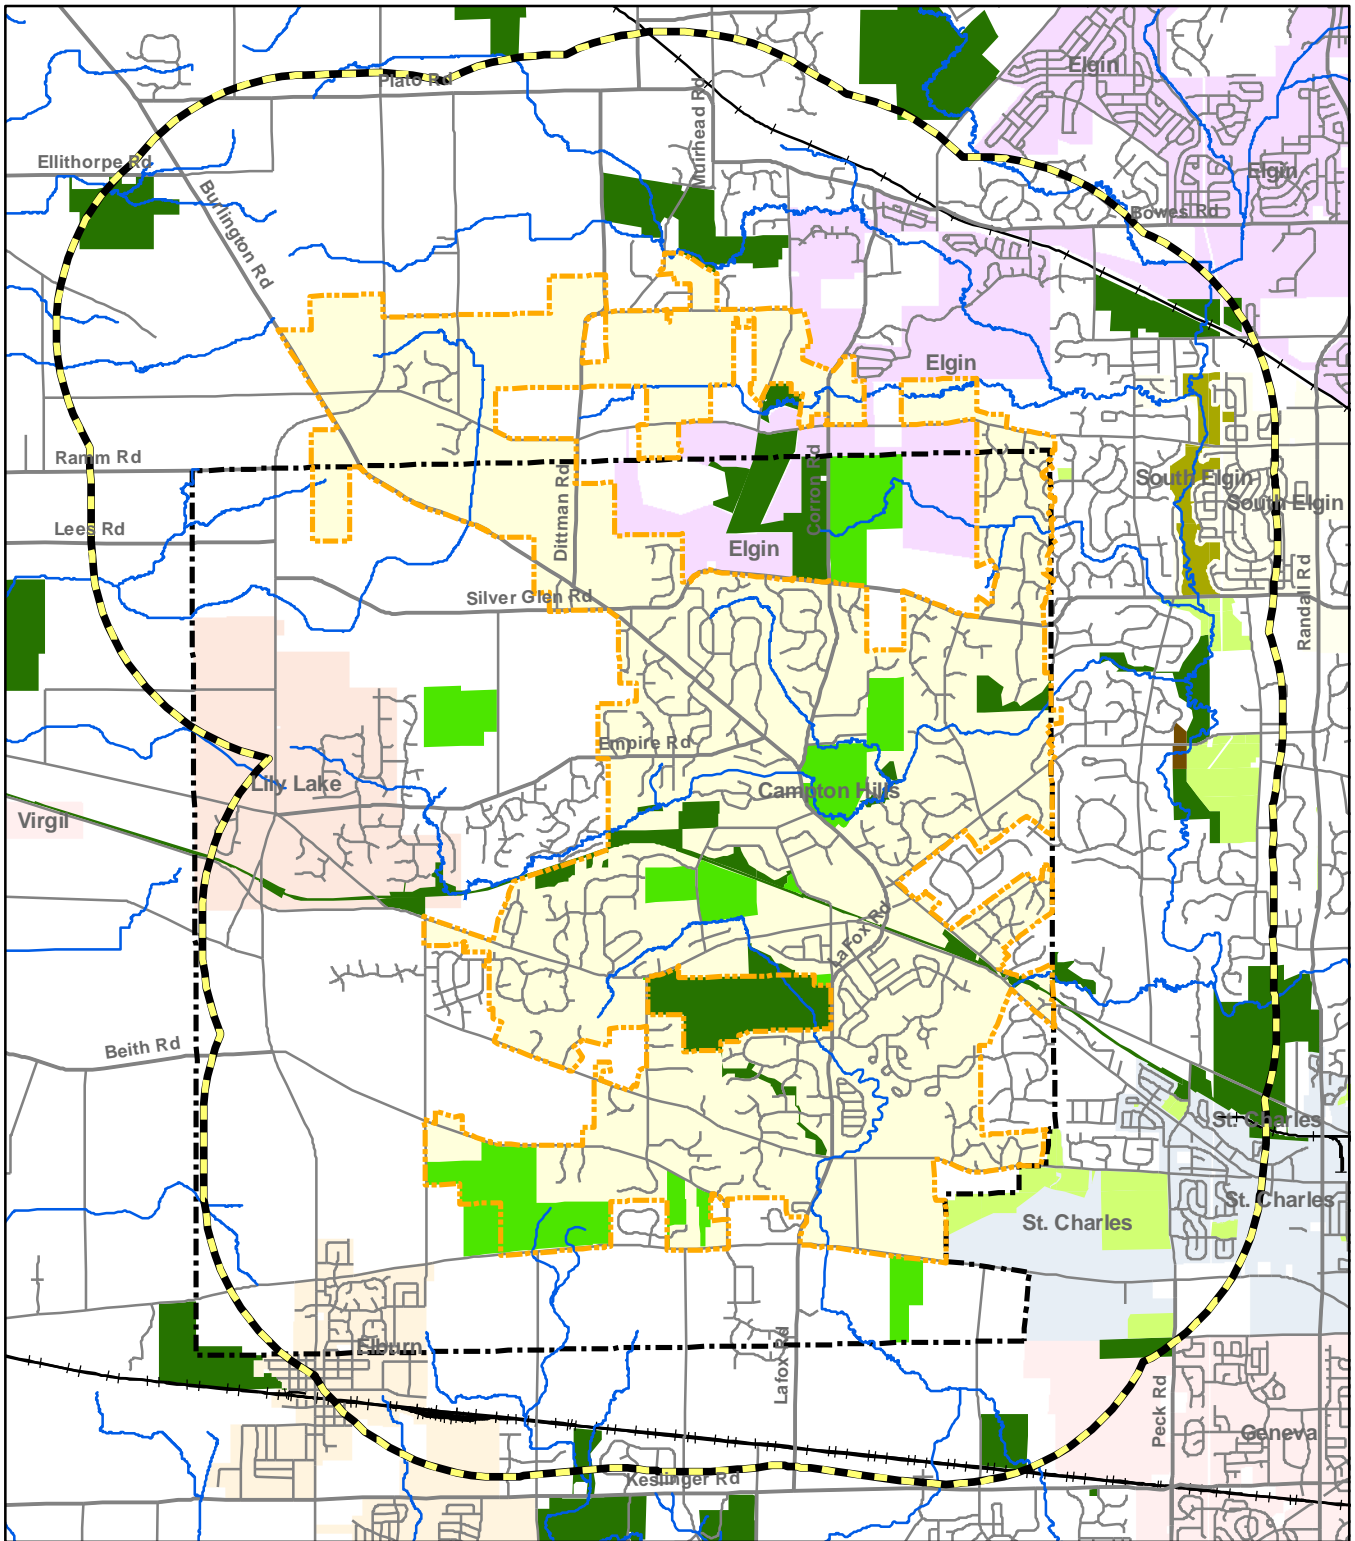 Elgin
Plato Rd
Muirhead Rd
Ellithorpe Rd
Elgin
Burlington Rd
Bowes Rd
Elgin
Ramm Rd
South Elgin
South Elgin
Corron Rd
Dittman Rd
Lees Rd
Elgin
Randall Rd
Silver Glen Rd
Empire Rd
Lily Lake
Campton Hills
Virgil
LaFox Rd
Beith Rd
St. Charles
St. Charles
St. Charles
Elburn
Lafox Rd
Peck Rd
Geneva
Keslinger Rd